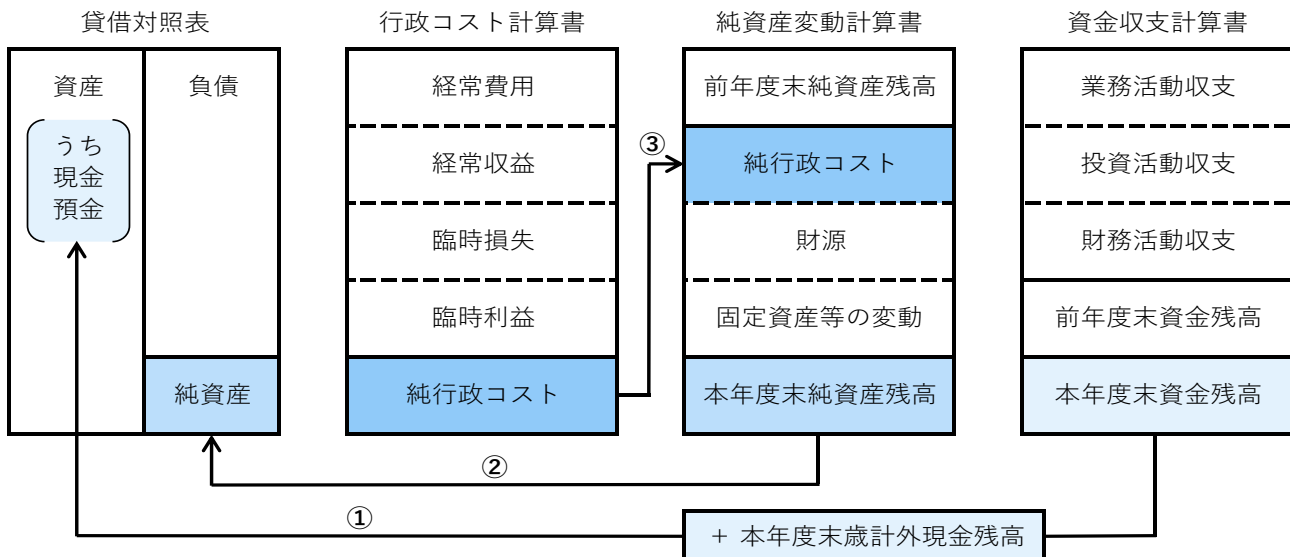 貸借対照表
資産
うち
現金
預金
負債
純資産
行政コスト計算書
経常費用
経常収益
臨時損失
臨時利益
純行政コスト
③
純資産変動計算書
前年度末純資産残高
純行政コスト
財源
固定資産等の変動
本年度末純資産残高
資金収支計算書
業務活動収支
投資活動収支
財務活動収支
前年度末資金残高
本年度末資金残高
②
①
+ 本年度末歳計外現金残高